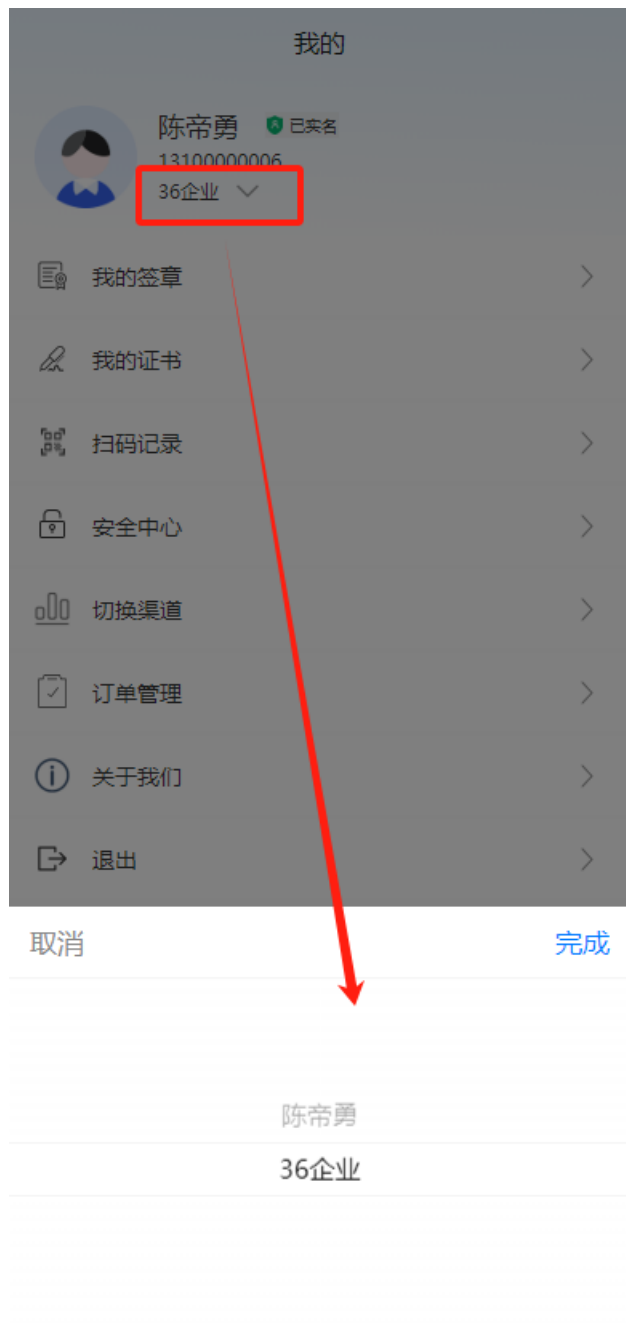 我的
陈帝勇 已实名
13100000006
36企业
我的签章
我的证书
扫码记录
安全中心
切换渠道
订单管理
关于我们
退出
取消 完成
陈帝勇
36企业